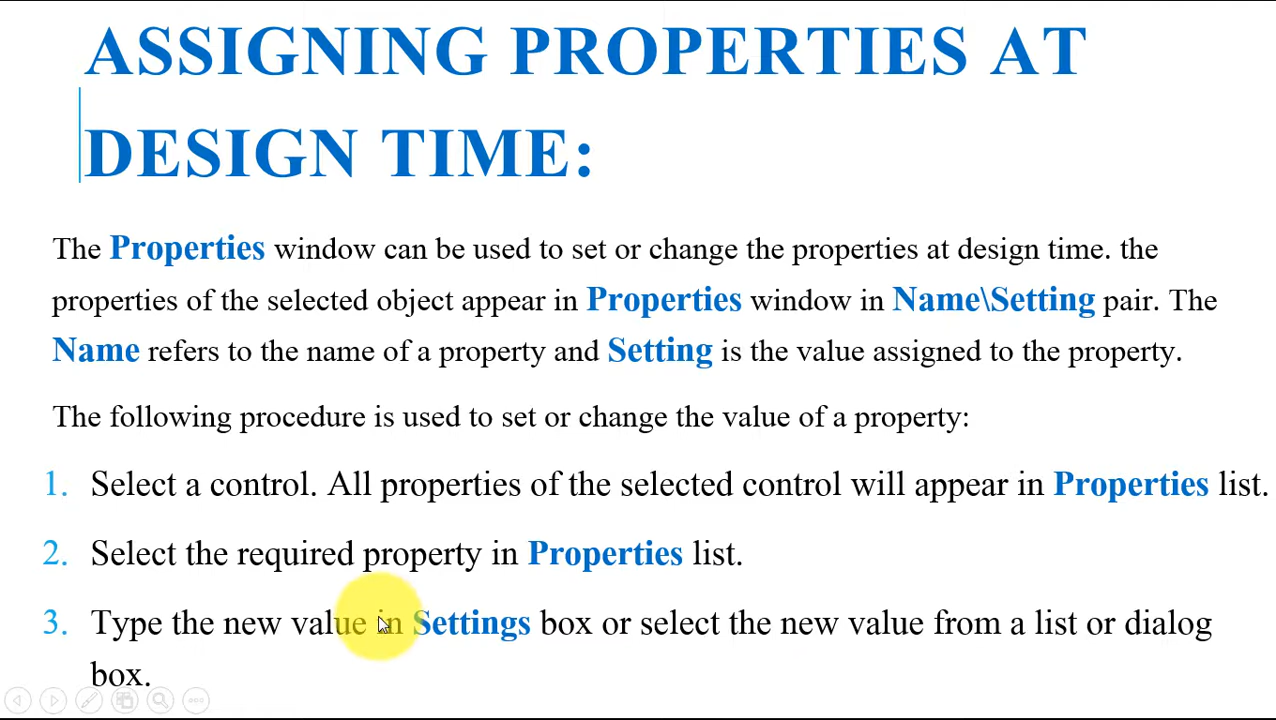 ASSIGNING PROPERTIES AT
DESIGN TIME:
The Properties window can be used to set or change the properties at design time. the
properties of the selected object appear in Properties window in Name\Setting pair. The
Name refers to the name of a property and Setting is the value assigned to the property.
The following procedure is used to set or change the value of a property:
1. Select a control. All properties of the selected control will appear in Properties list.
2. Select the required property in Properties list.
3. Type the new value in Settings box or select the new value from a list or dialog
box.